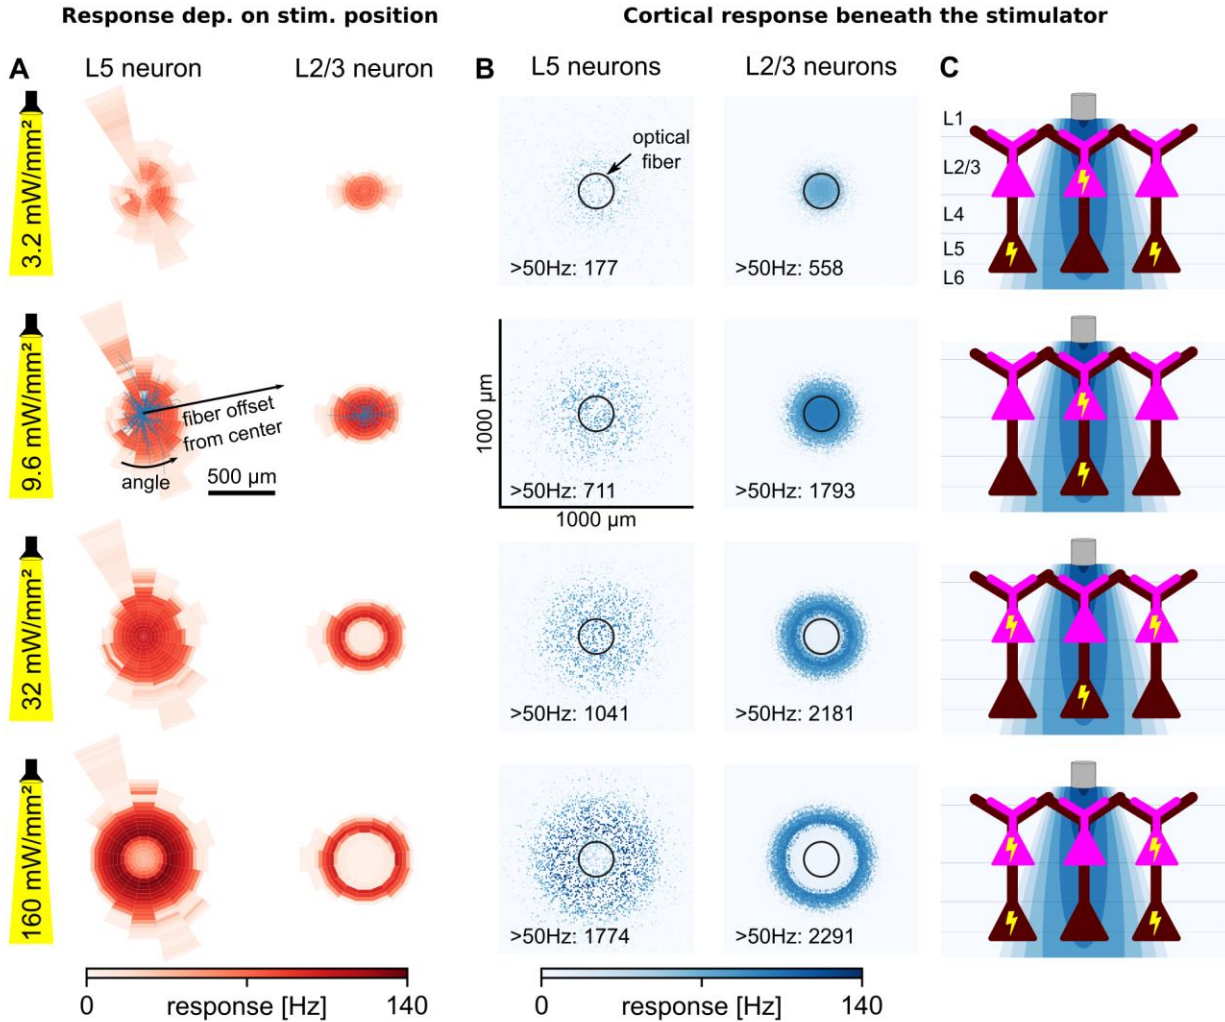 Response dep. on stim. position
Cortical response beneath the stimulator
A
L5 neuron
L2/3 neuron
B
L5 neurons
L2/3 neurons
C
3.2 mW/mm²
optical
fiber
>50Hz: 177
>50Hz: 558
L1
L2/3
L4
L5
L6
9.6 mW/mm²
fiber offset
from center
angle
500 µm
1000 µm
>50Hz: 711
1000 µm
>50Hz: 1793
32 mW/mm²
>50Hz: 1041
>50Hz: 2181
160 mW/mm²
>50Hz: 1774
>50Hz: 2291
0
response [Hz]
140
0
response [Hz]
140